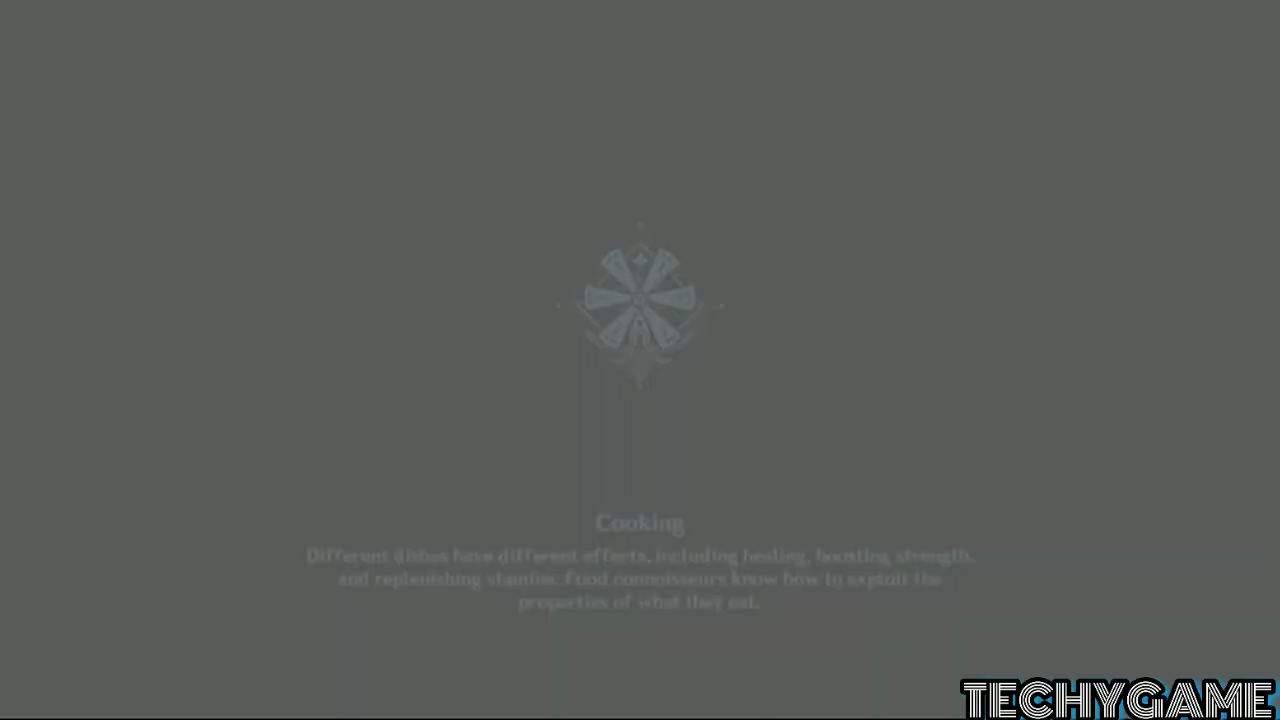 Cooking
Different dishes have different effects, including healing, boosting strength,
and replenishing stamina. Food connoisseurs know how to exploit the
properties of what they eat.
TECHYGAME